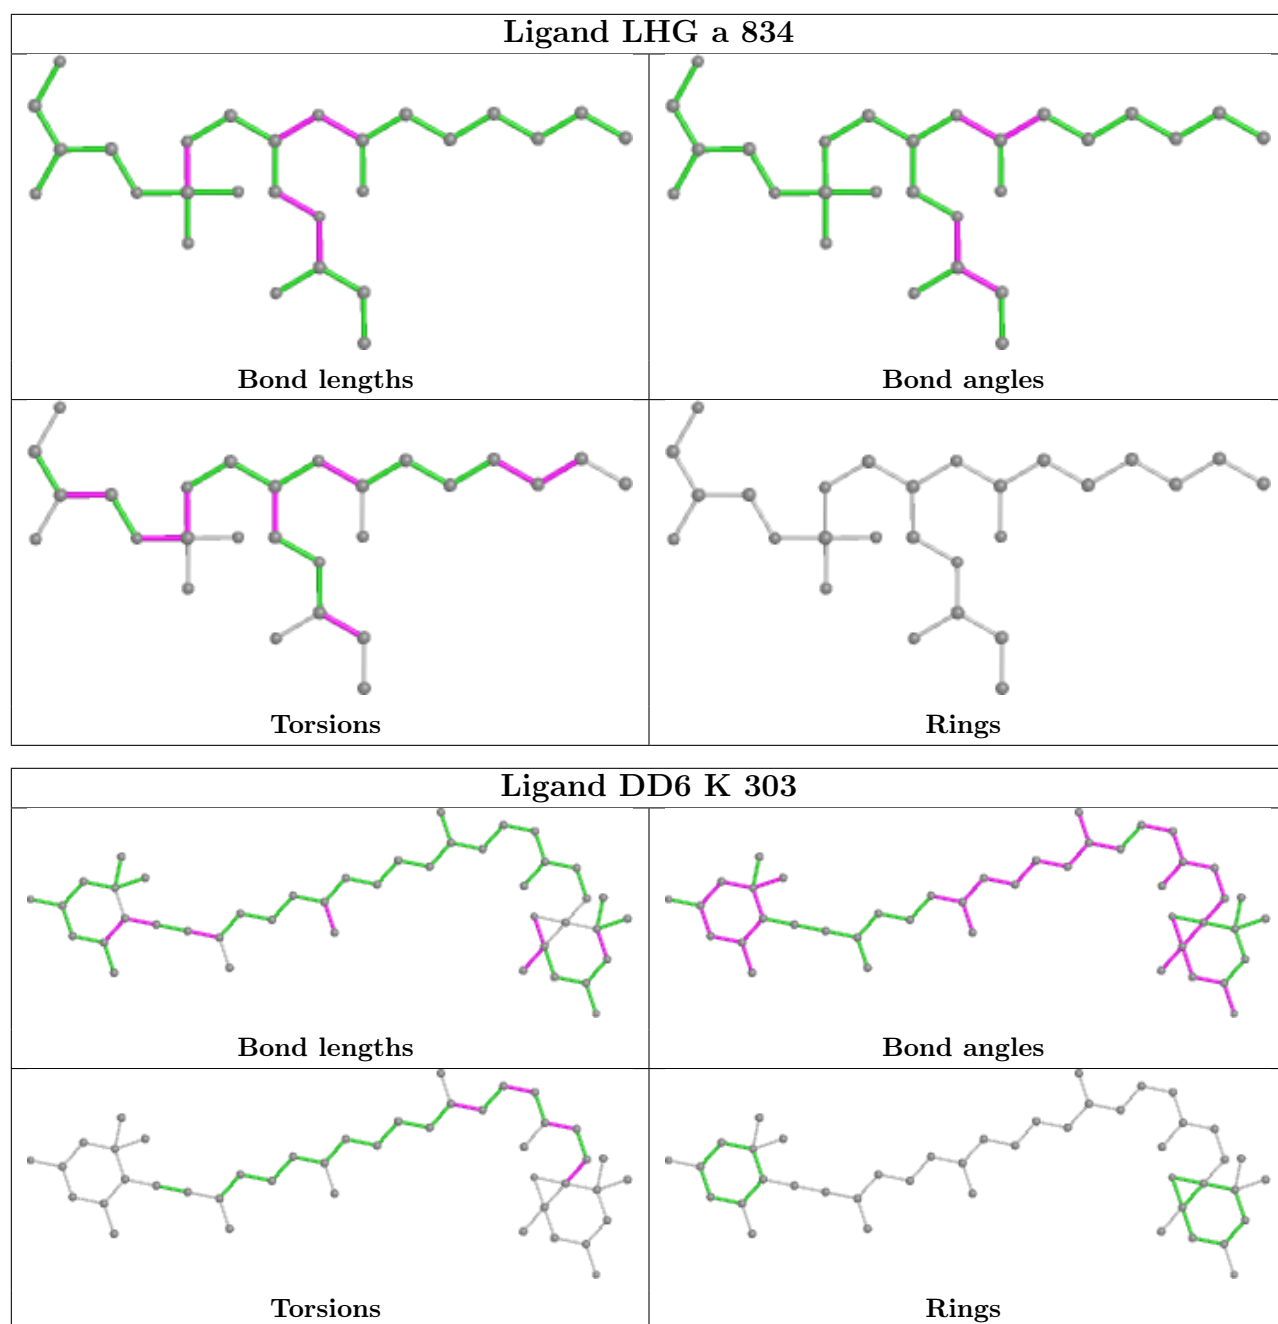 Ligand LHG a 834
Bond lengths
Bond angles
Torsions
Rings
Ligand DD6 K 303
Bond lengths
Bond angles
Torsions
Rings